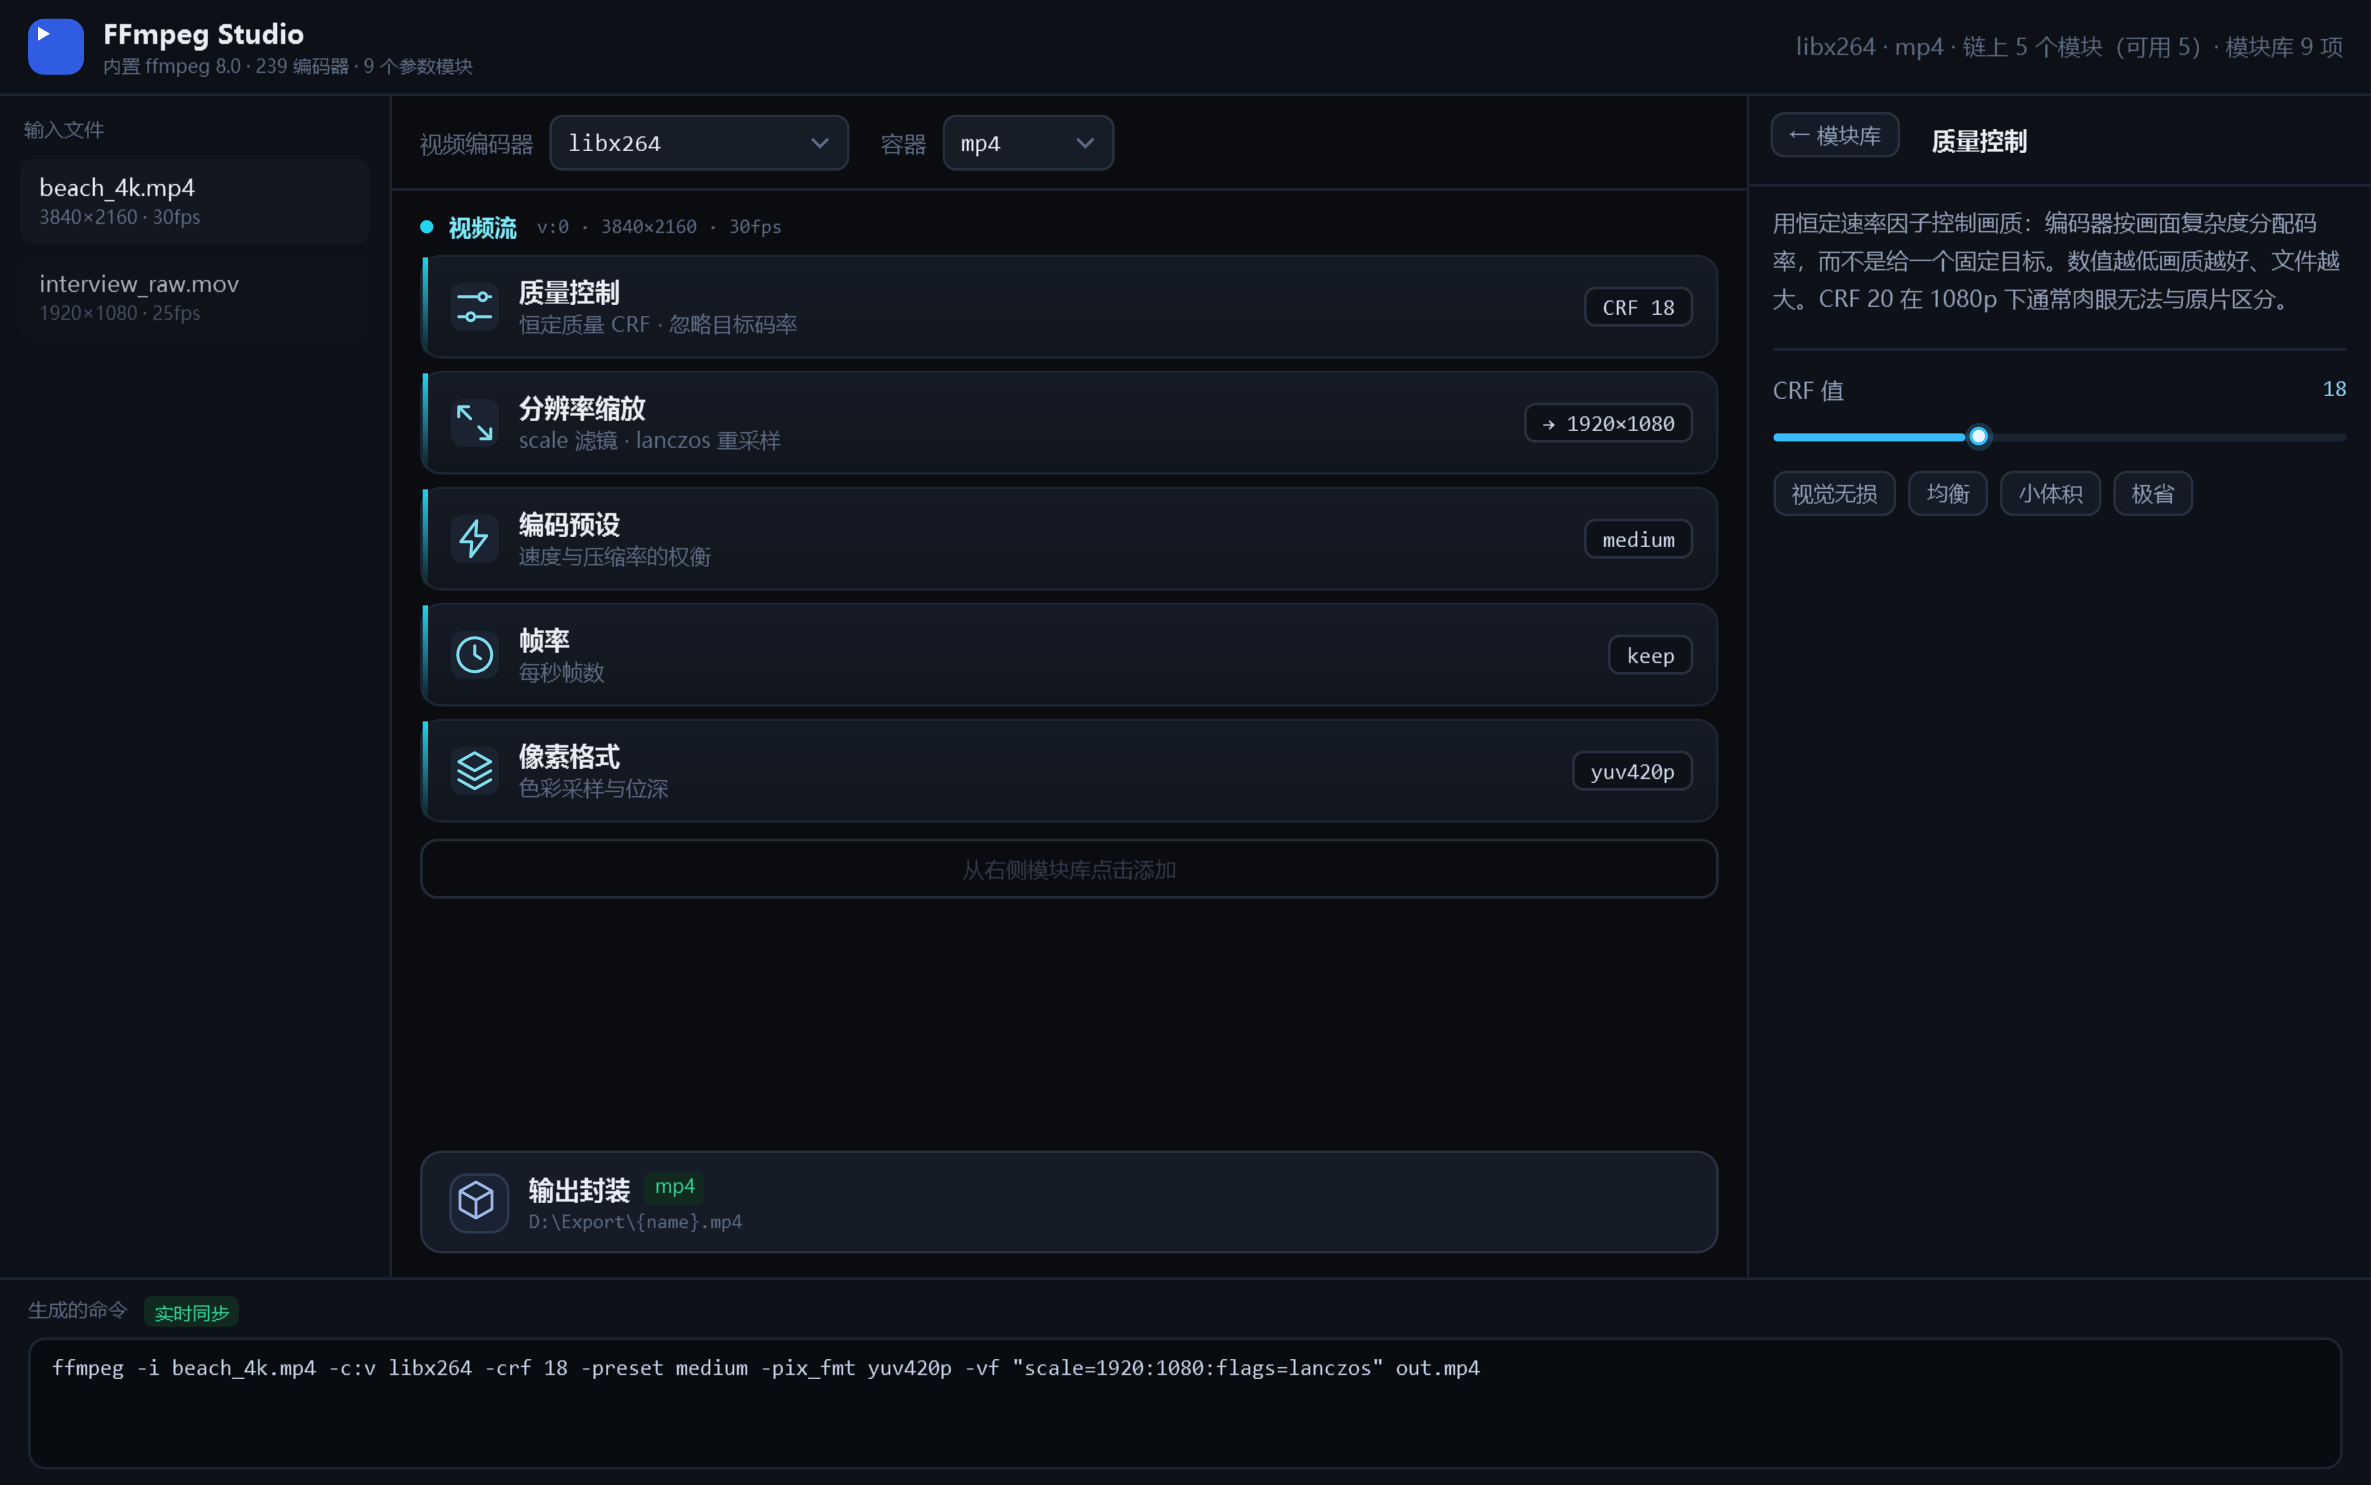 FFmpeg Studio
内置 ffmpeg 8.0 · 239 编码器 · 9 个参数模块
libx264 · mp4 · 链上 5 个模块（可用 5）· 模块库 9 项
输入文件
beach_4k.mp4
3840×2160 · 30fps
interview_raw.mov
1920×1080 · 25fps
视频编码器 libx264 容器 mp4
视频流 v:0 · 3840×2160 · 30fps
质量控制
恒定质量 CRF · 忽略目标码率
CRF 18
分辨率缩放
scale 滤镜 · lanczos 重采样
→ 1920×1080
编码预设
速度与压缩率的权衡
medium
帧率
每秒帧数
keep
像素格式
色彩采样与位深
yuv420p
从右侧模块库点击添加
输出封装 mp4
D:\Export\{name}.mp4
← 模块库 质量控制
用恒定速率因子控制画质：编码器按画面复杂度分配码
率，而不是给一个固定目标。数值越低画质越好、文件越
大。CRF 20 在 1080p 下通常肉眼无法与原片区分。
CRF 值 18
视觉无损 均衡 小体积 极省
生成的命令 实时同步
ffmpeg -i beach_4k.mp4 -c:v libx264 -crf 18 -preset medium -pix_fmt yuv420p -vf "scale=1920:1080:flags=lanczos" out.mp4